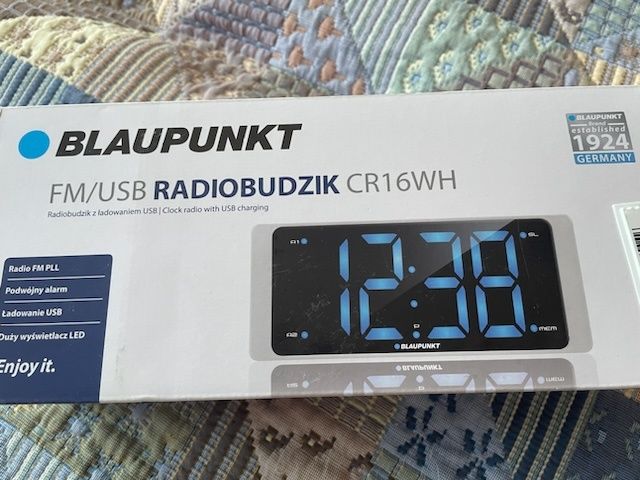 BLAUPUNKT
BLAUPUNKT
Brand
established
1924
GERMANY
FM/USB RADIOBUDZIK CR16WH
Radiobudzik z ładowaniem USB | Clock radio with USB charging
Radio FM PLL
Podwójny alarm
Ładowanie USB
Duży wyświetlacz LED
Enjoy it.
A1
SL
12:38
A2
D
MEM
BLAUPUNKT